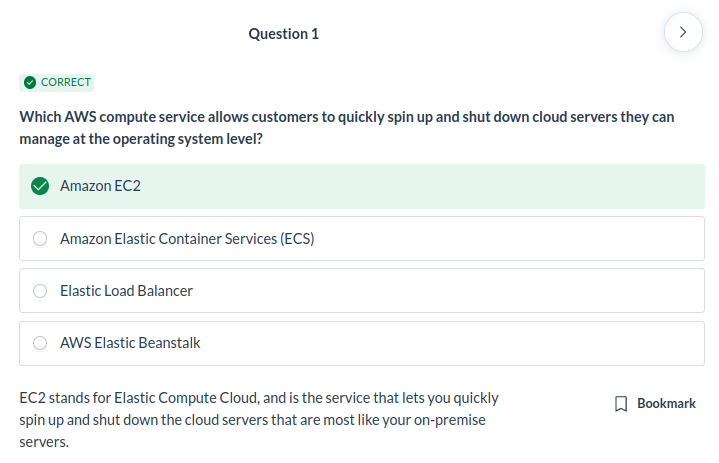 Question 1
CORRECT
Which AWS compute service allows customers to quickly spin up and shut down cloud servers they can
manage at the operating system level?
Amazon EC2
Amazon Elastic Container Services (ECS)
Elastic Load Balancer
AWS Elastic Beanstalk
EC2 stands for Elastic Compute Cloud, and is the service that lets you quickly
spin up and shut down the cloud servers that are most like your on-premise
servers.
Bookmark